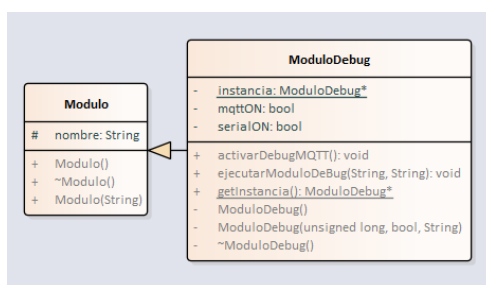 Modulo
# nombre: String
+ Modulo()
+ ~Modulo()
+ Modulo(String)
ModuloDebug
- instancia: ModuloDebug*
- mqttON: bool
- serialON: bool
+ activarDebugMQTT(): void
+ ejecutarModuloDeBug(String, String): void
+ getInstancia(): ModuloDebug*
- ModuloDebug()
- ModuloDebug(unsigned long, bool, String)
- ~ModuloDebug()